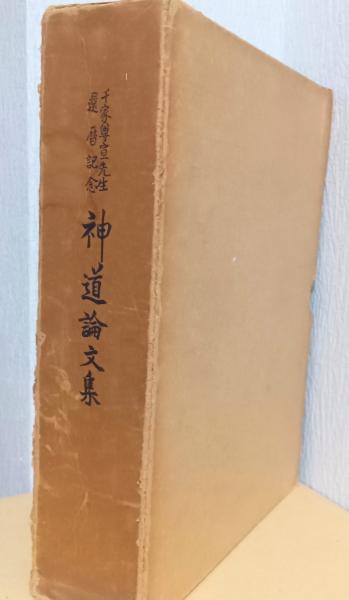 千家尊宣先生
還暦記念
神道論文集